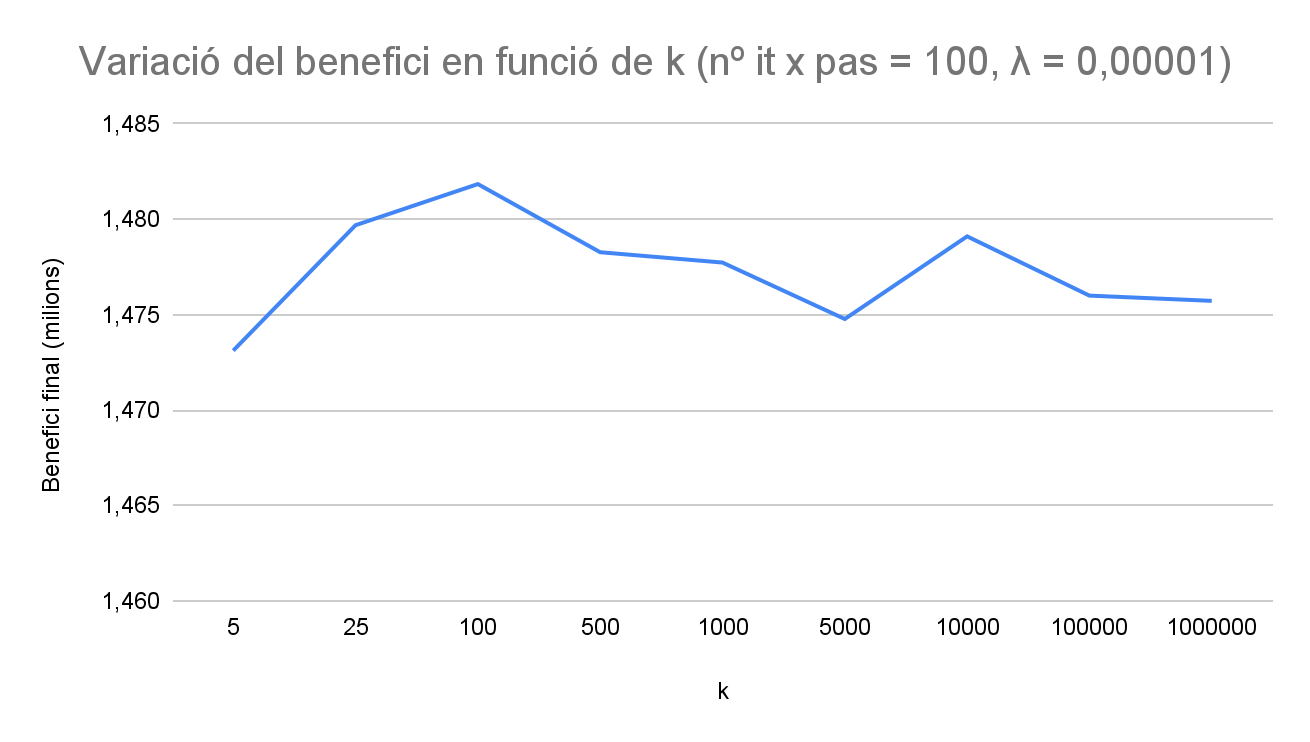 Variació del benefici en funció de k (nº it x pas = 100, λ = 0,00001)
Benefici final (milions)
1,485
1,480
1,475
1,470
1,465
1,460
5 25 100 500 1000 5000 10000 100000 1000000
k